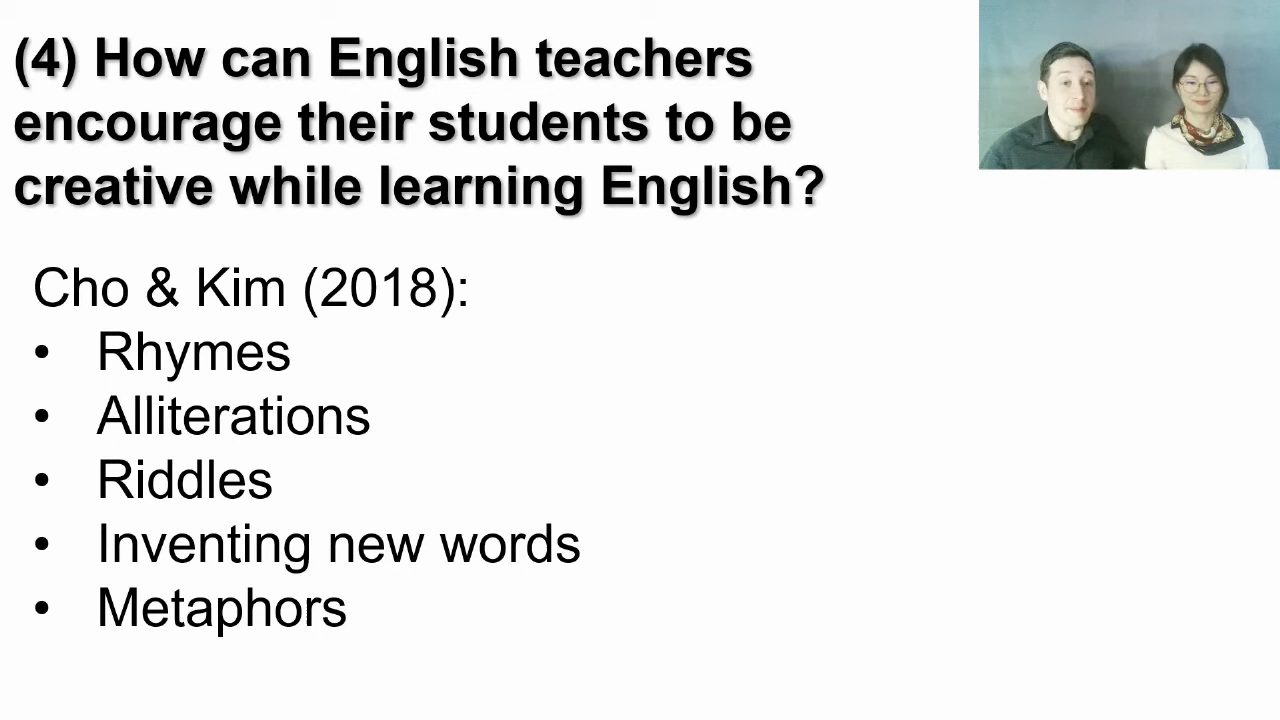 (4) How can English teachers
encourage their students to be
creative while learning English?
Cho & Kim (2018):
• Rhymes
• Alliterations
• Riddles
• Inventing new words
• Metaphors